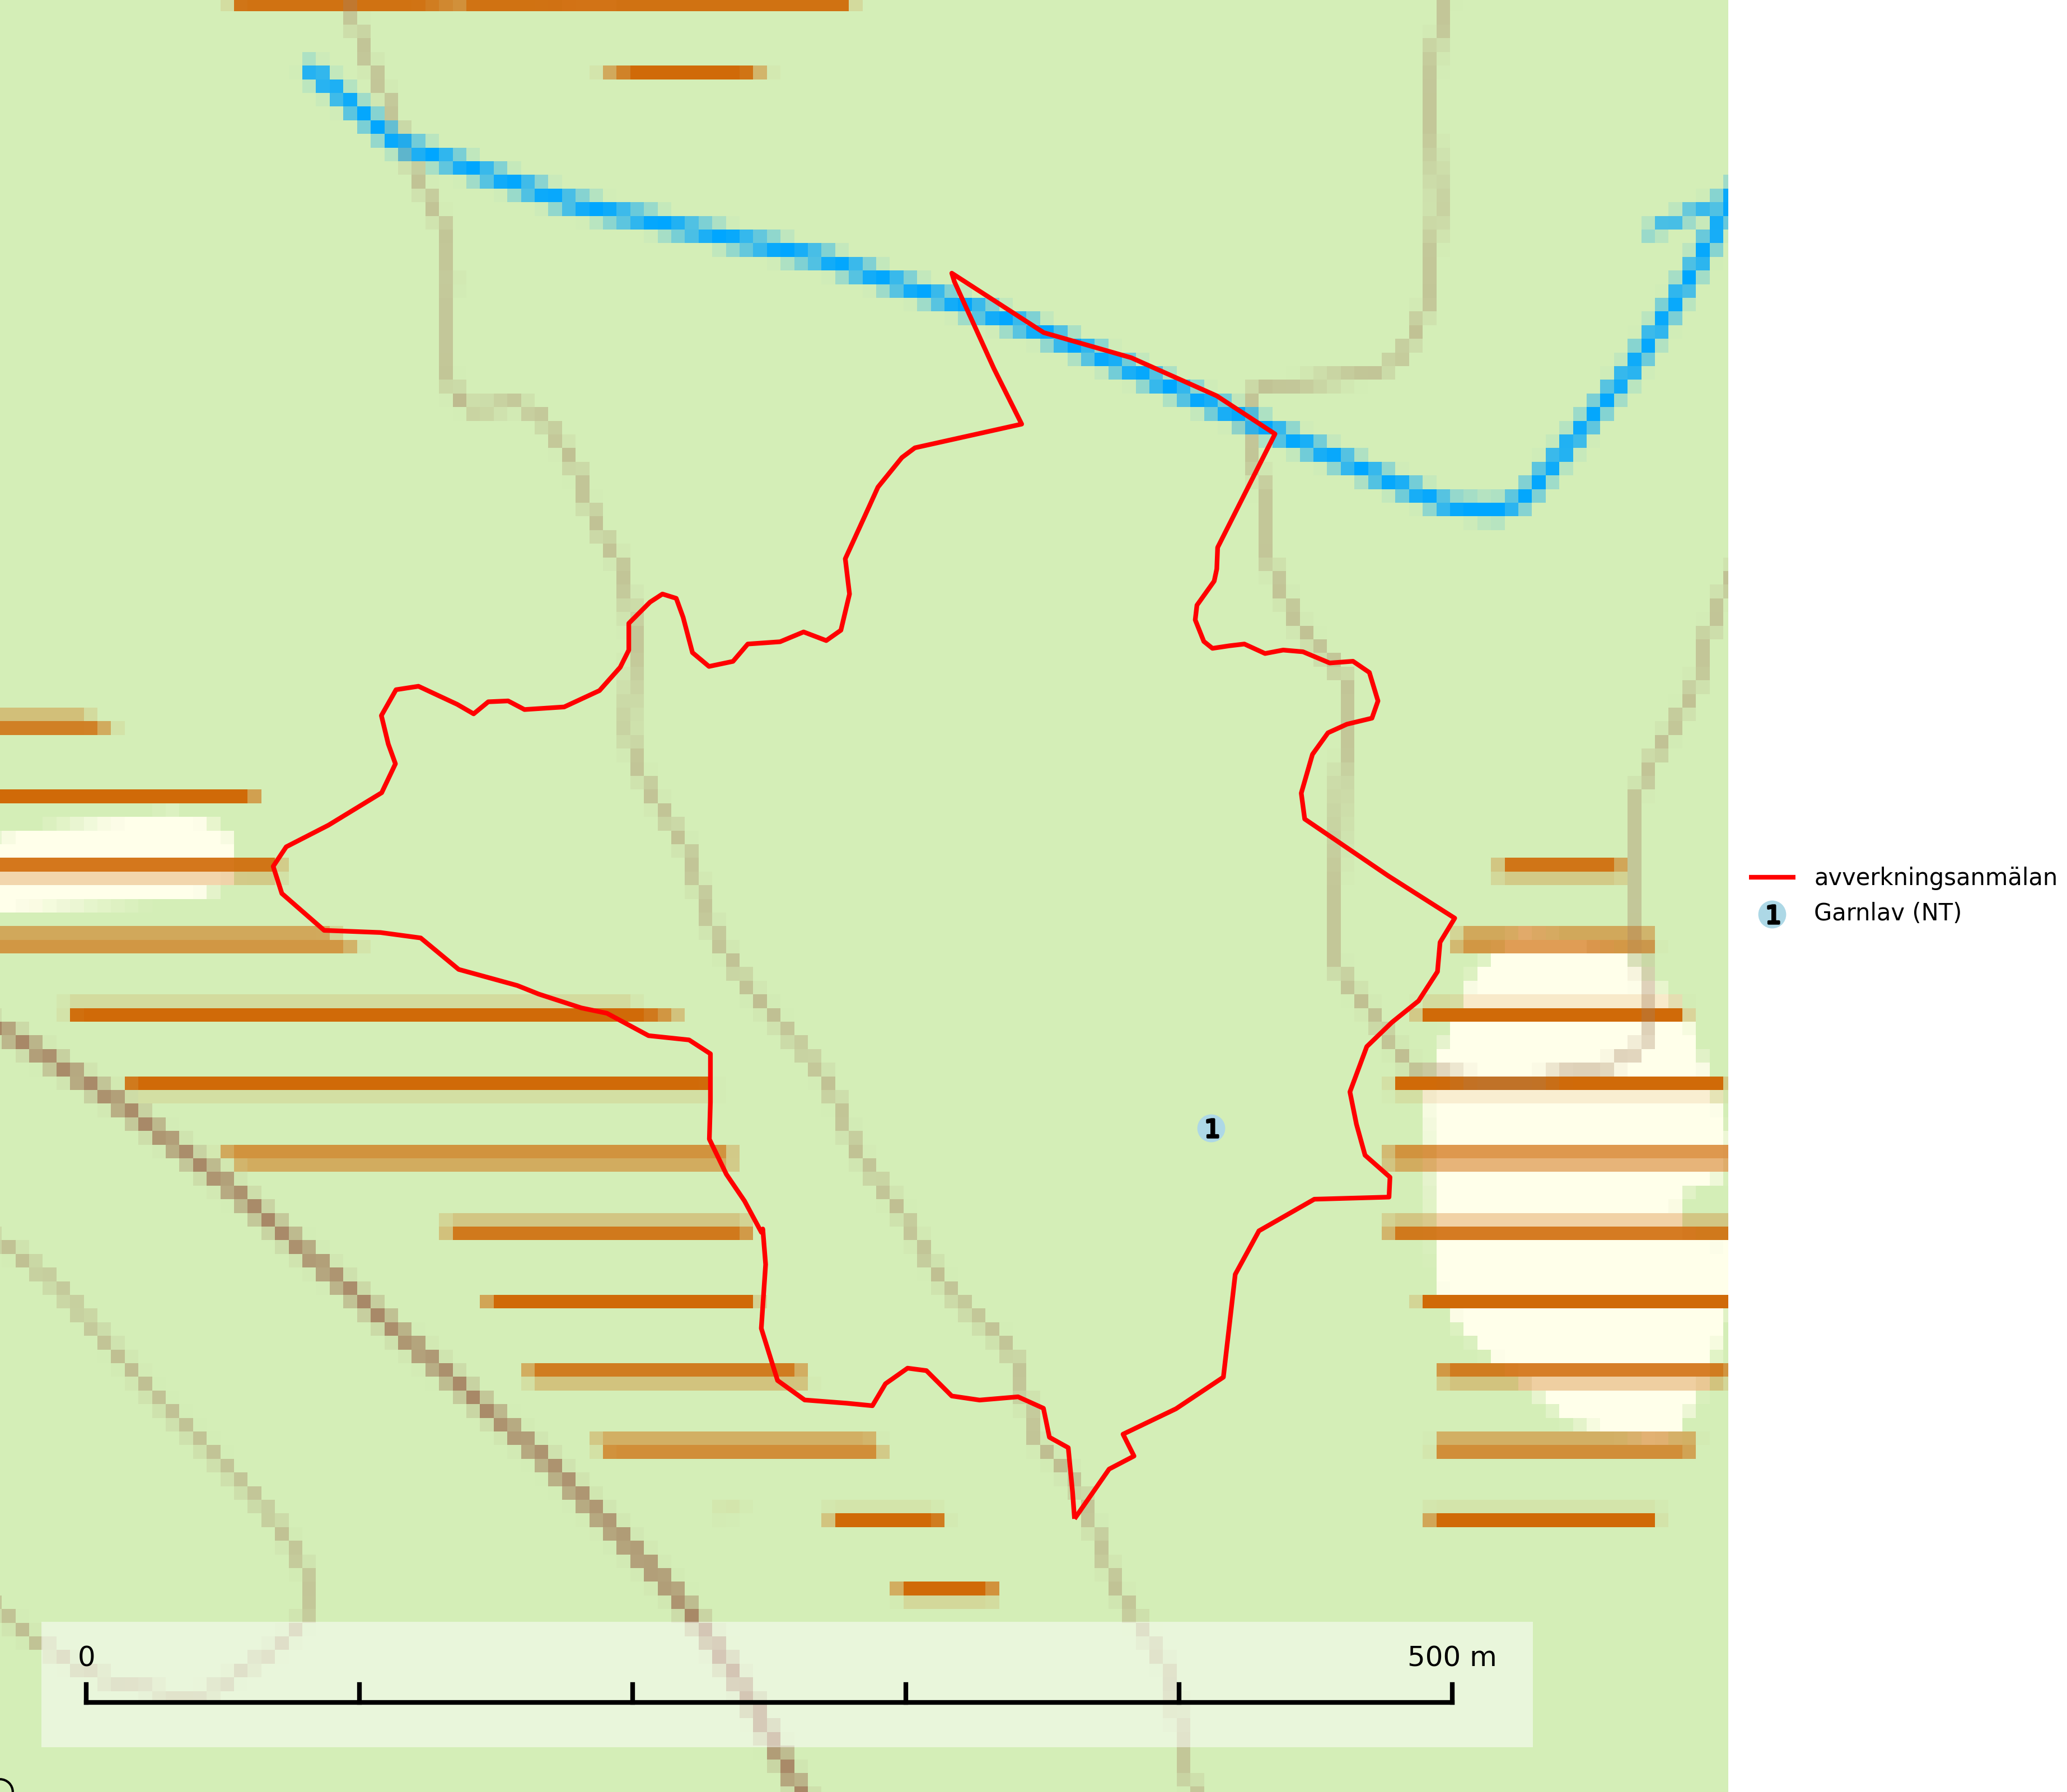 avverkningsanmälan
1 Garnlav (NT)
1
0 500 m